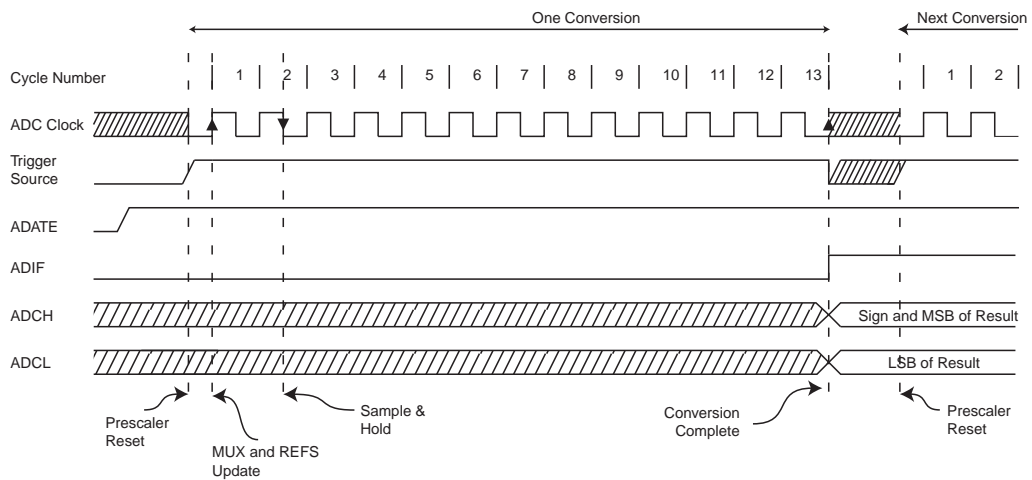 One Conversion
Next Conversion
Cycle Number
1 2 3 4 5 6 7 8 9 10 11 12 13
1 2
ADC Clock
Trigger
Source
ADATE
ADIF
ADCH
Sign and MSB of Result
ADCL
LSB of Result
Prescaler
Reset
MUX and REFS
Update
Sample &
Hold
Conversion
Complete
Prescaler
Reset